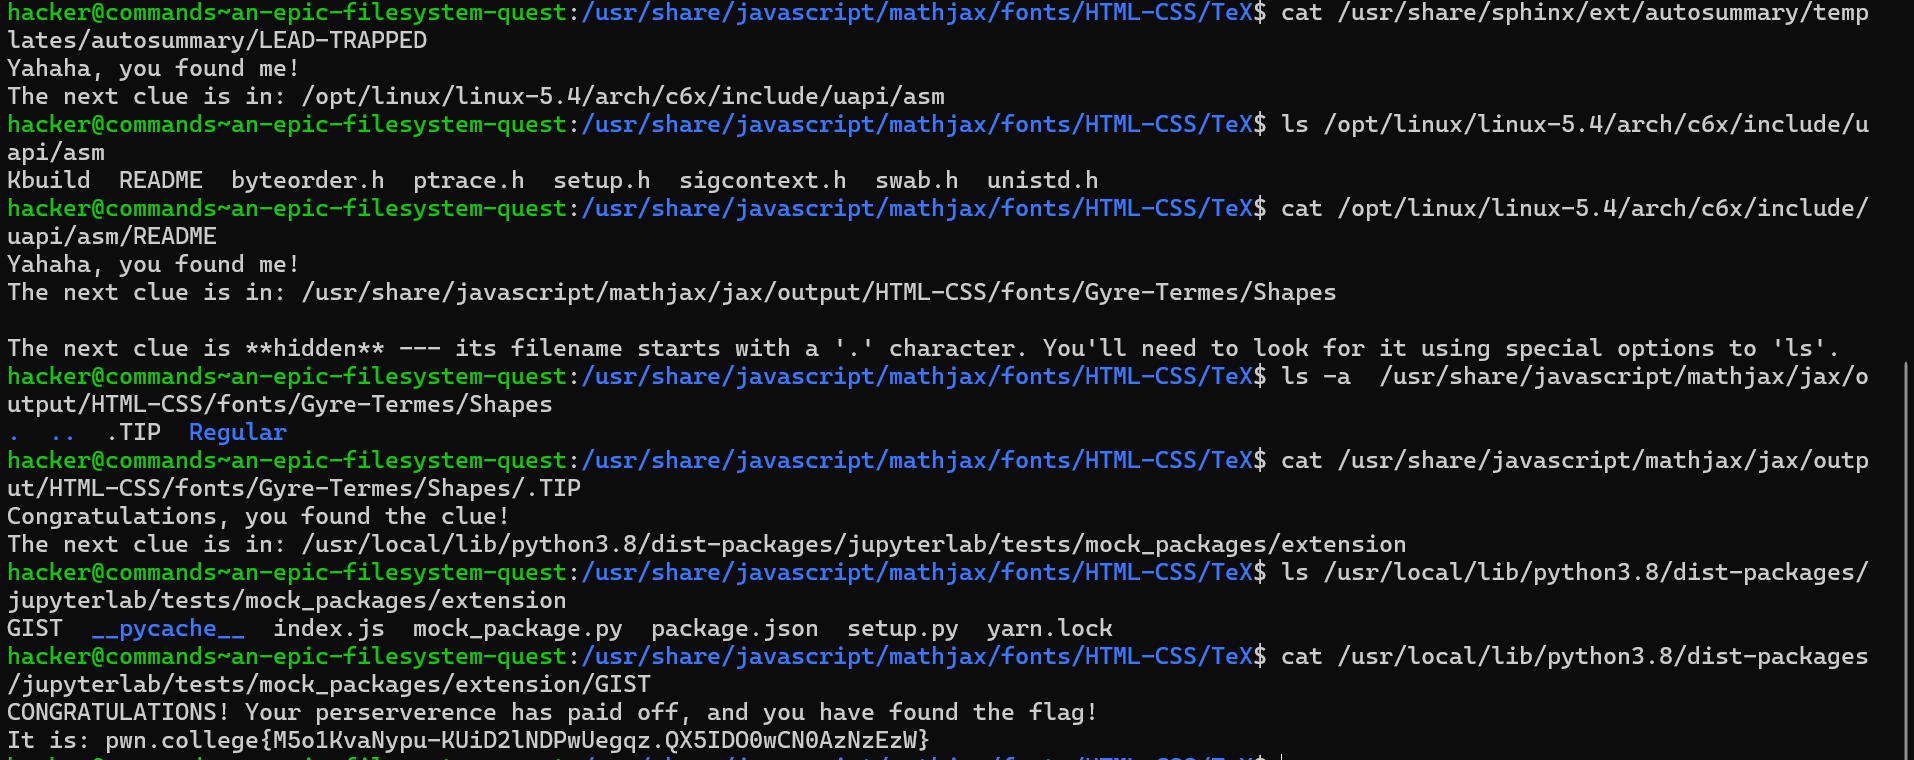 hacker@commands~an-epic-filesystem-quest:/usr/share/javascript/mathjax/fonts/HTML-CSS/TeX$ cat /usr/share/sphinx/ext/autosummary/temp
lates/autosummary/LEAD-TRAPPED
Yahaha, you found me!
The next clue is in: /opt/linux/linux-5.4/arch/c6x/include/uapi/asm
hacker@commands~an-epic-filesystem-quest:/usr/share/javascript/mathjax/fonts/HTML-CSS/TeX$ ls /opt/linux/linux-5.4/arch/c6x/include/u
api/asm
Kbuild  README  byteorder.h  ptrace.h  setup.h  sigcontext.h  swab.h  unistd.h
hacker@commands~an-epic-filesystem-quest:/usr/share/javascript/mathjax/fonts/HTML-CSS/TeX$ cat /opt/linux/linux-5.4/arch/c6x/include/
uapi/asm/README
Yahaha, you found me!
The next clue is in: /usr/share/javascript/mathjax/jax/output/HTML-CSS/fonts/Gyre-Termes/Shapes

The next clue is **hidden** --- its filename starts with a '.' character. You'll need to look for it using special options to 'ls'.
hacker@commands~an-epic-filesystem-quest:/usr/share/javascript/mathjax/fonts/HTML-CSS/TeX$ ls -a  /usr/share/javascript/mathjax/jax/o
utput/HTML-CSS/fonts/Gyre-Termes/Shapes
.  ..  .TIP  Regular
hacker@commands~an-epic-filesystem-quest:/usr/share/javascript/mathjax/fonts/HTML-CSS/TeX$ cat /usr/share/javascript/mathjax/jax/outp
ut/HTML-CSS/fonts/Gyre-Termes/Shapes/.TIP
Congratulations, you found the clue!
The next clue is in: /usr/local/lib/python3.8/dist-packages/jupyterlab/tests/mock_packages/extension
hacker@commands~an-epic-filesystem-quest:/usr/share/javascript/mathjax/fonts/HTML-CSS/TeX$ ls /usr/local/lib/python3.8/dist-packages/
jupyterlab/tests/mock_packages/extension
GIST  __pycache__  index.js  mock_package.py  package.json  setup.py  yarn.lock
hacker@commands~an-epic-filesystem-quest:/usr/share/javascript/mathjax/fonts/HTML-CSS/TeX$ cat /usr/local/lib/python3.8/dist-packages
/jupyterlab/tests/mock_packages/extension/GIST
CONGRATULATIONS! Your perserverence has paid off, and you have found the flag!
It is: pwn.college{M5o1KvaNypu-KUiD2lNDPwUegqz.QX5IDO0wCN0AzNzEzW}